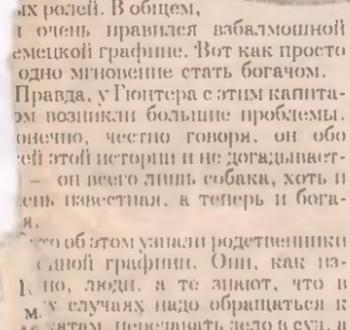 ых ролей. В общем,
очень нравился взбалмошной
емецкой графине. Вот как просто
одно мгновение стать богачом.
Правда, у Гюнтера с этим капита-
ом возникли большие проблемы.
онечно, честно говоря, он обо
сей этой истории и не догадывает-
— он всего лишь собака, хоть и
ень известная, а теперь и бога-
я.
то об этом узнали родственники
графини. Они, как из-
но, люди, а те знают, что в
х случаях надо обращаться к
передавать дело в суд, а